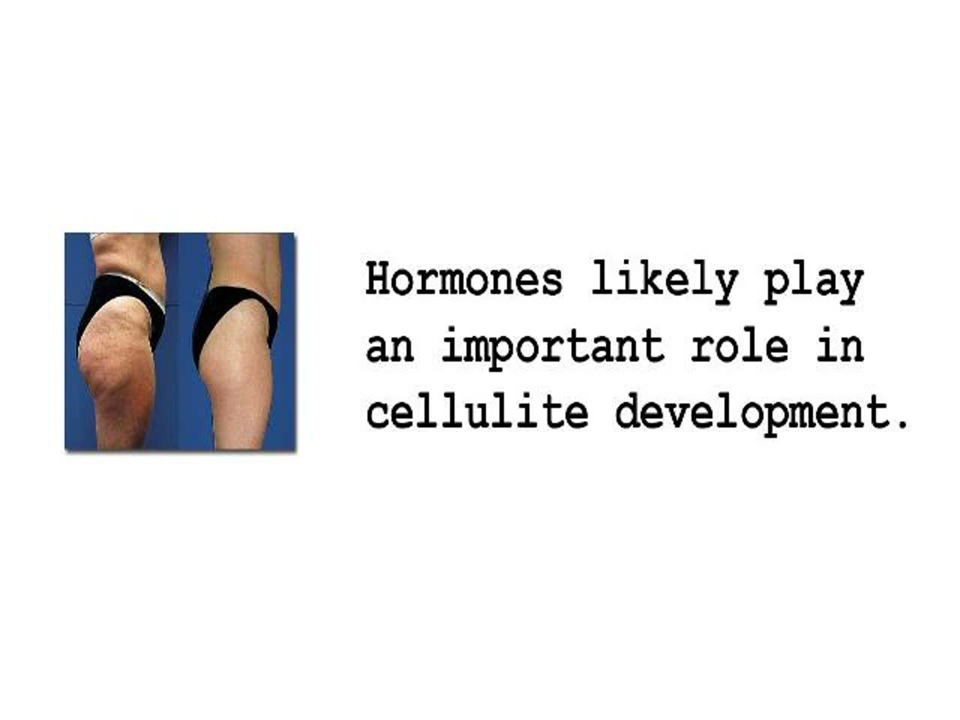 Hormones likely play
an important role in
cellulite development.